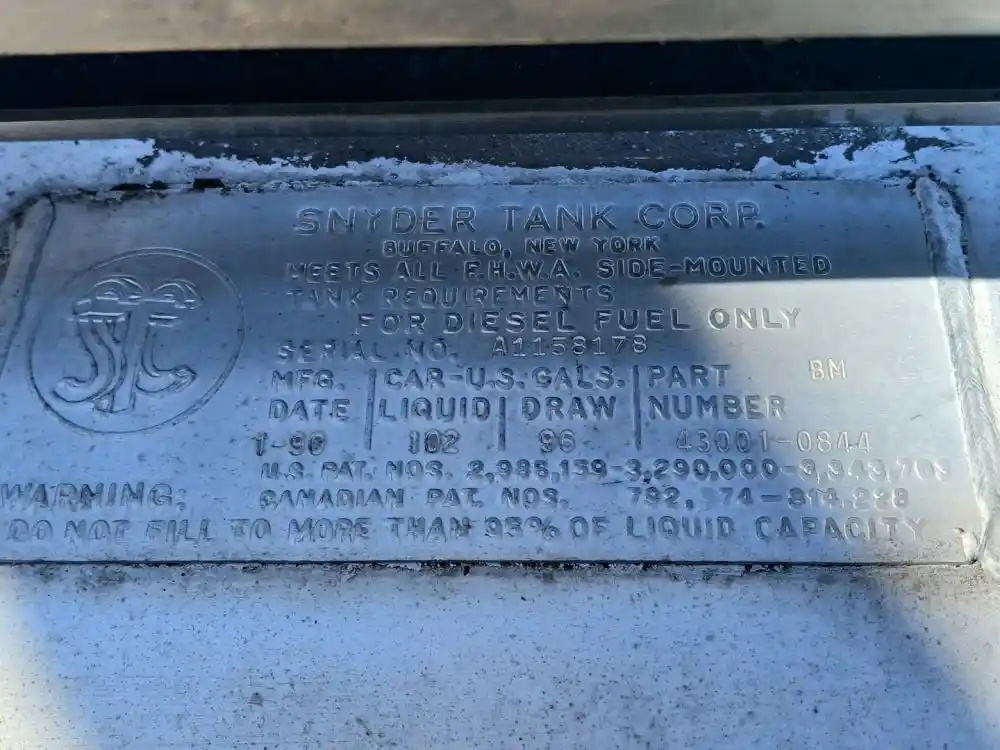 SNYDER TANK CORP.
BUFFALO, NEW YORK
MEETS ALL F.H.W.A. SIDE-MOUNTED
TANK REQUIREMENTS
FOR DIESEL FUEL ONLY
SERIAL NO. A1158178
MFG. CAR-U.S. GALS. PART BM
DATE LIQUID DRAW NUMBER
1-90 102 96 43001-0844
U.S. PAT. NOS. 2,985,159-3,290,000-
WARNING: CANADIAN PAT. NOS.
DO NOT FILL TO MORE THAN 95% OF LIQUID CAPACITY